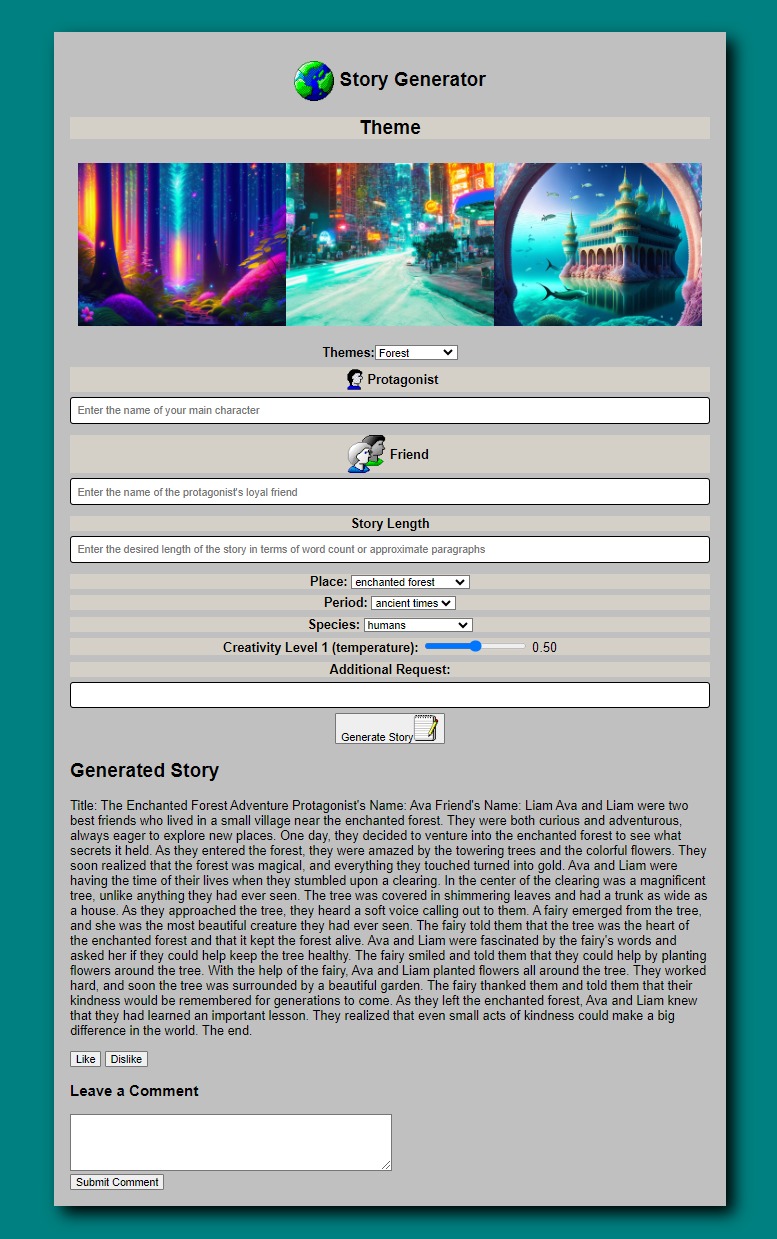 Story Generator
Theme
Themes: Forest
Protagonist
Enter the name of your main character
Friend
Enter the name of the protagonist's loyal friend
Story Length
Enter the desired length of the story in terms of word count or approximate paragraphs
Place: enchanted forest
Period: ancient times
Species: humans
Creativity Level 1 (temperature): 0.50
Additional Request:
Generate Story
Generated Story
Title: The Enchanted Forest Adventure Protagonist's Name: Ava Friend's Name: Liam Ava and Liam were two
best friends who lived in a small village near the enchanted forest. They were both curious and adventurous,
always eager to explore new places. One day, they decided to venture into the enchanted forest to see what
secrets it held. As they entered the forest, they were amazed by the towering trees and the colorful flowers. They
soon realized that the forest was magical, and everything they touched turned into gold. Ava and Liam were
having the time of their lives when they stumbled upon a clearing. In the center of the clearing was a magnificent
tree, unlike anything they had ever seen. The tree was covered in shimmering leaves and had a trunk as wide as
a house. As they approached the tree, they heard a soft voice calling out to them. A fairy emerged from the tree,
and she was the most beautiful creature they had ever seen. The fairy told them that the tree was the heart of
the enchanted forest and that it kept the forest alive. Ava and Liam were fascinated by the fairy's words and
asked her if they could help keep the tree healthy. The fairy smiled and told them that they could help by planting
flowers around the tree. With the help of the fairy, Ava and Liam planted flowers all around the tree. They worked
hard, and soon the tree was surrounded by a beautiful garden. The fairy thanked them and told them that their
kindness would be remembered for generations to come. As they left the enchanted forest, Ava and Liam knew
that they had learned an important lesson. They realized that even small acts of kindness could make a big
difference in the world. The end.
Like Dislike
Leave a Comment
Submit Comment